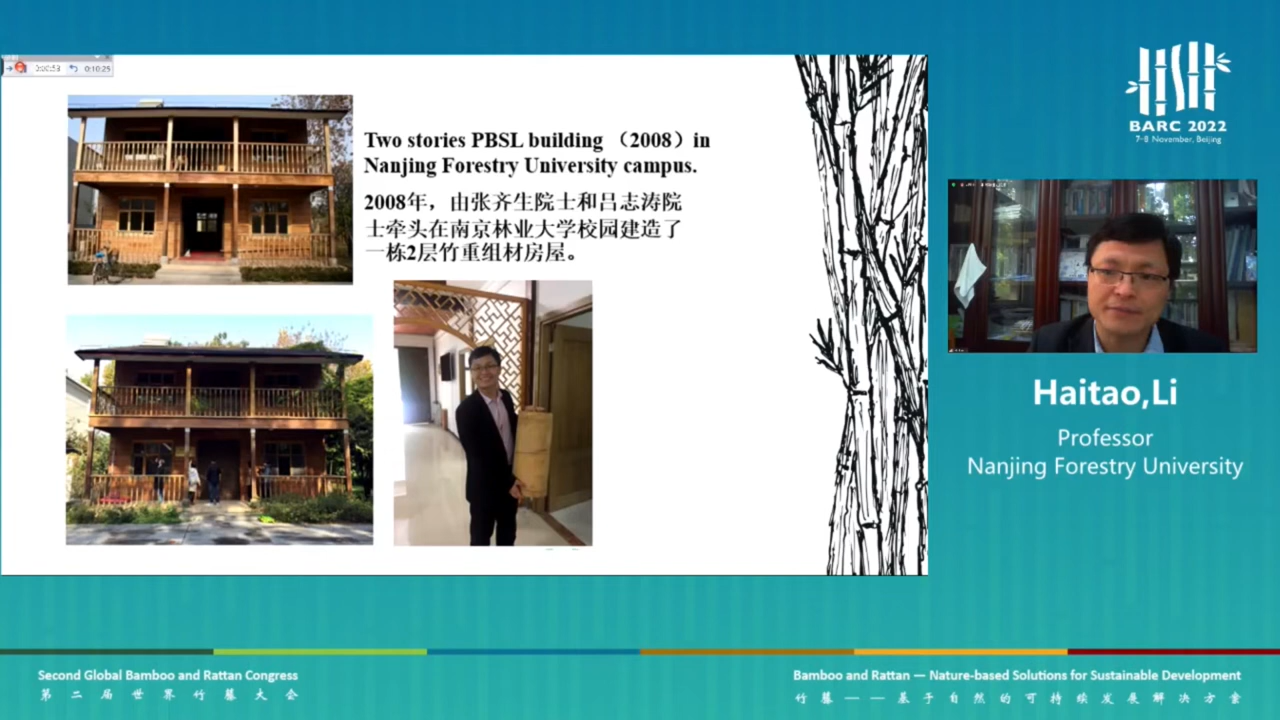 0:10:25
Two stories PBSL building （2008）in
Nanjing Forestry University campus.
2008年，由张齐生院士和吕志涛院
士牵头在南京林业大学校园建造了
一栋2层竹重组材房屋。
BARC 2022
7–8 November, Beijing
Haitao,Li
Professor
Nanjing Forestry University
Second Global Bamboo and Rattan Congress
第二届世界竹藤大会
Bamboo and Rattan — Nature-based Solutions for Sustainable Development
竹藤——基于自然的可持续发展解决方案